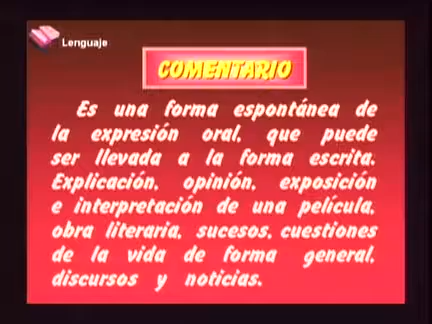 Lenguaje
COMENTARIO
Es una forma espontánea de
la expresión oral, que puede
ser llevada a la forma escrita.
Explicación, opinión, exposición
e interpretación de una película,
obra literaria, sucesos, cuestiones
de la vida de forma general,
discursos y noticias.